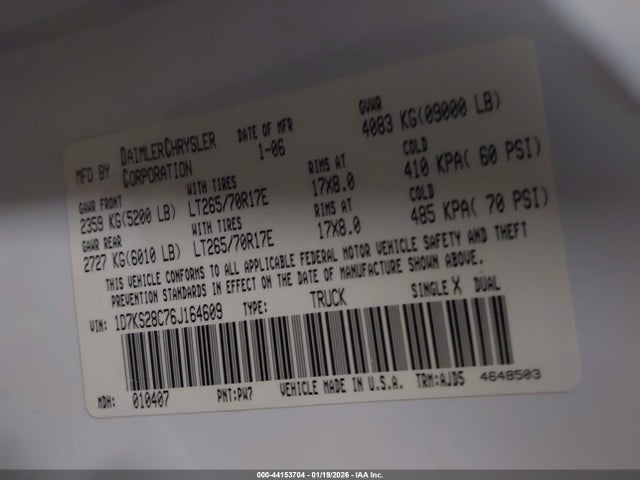 MFD BY DAIMLERCHRYSLER CORPORATION DATE OF MFR 1-06 GVWR 4083 KG(09000 LB)
GAWR FRONT WITH TIRES RIMS AT COLD
2359 KG(5200 LB) LT265/70R17E 17X8.0 410 KPA( 60 PSI)
GAWR REAR WITH TIRES RIMS AT COLD
2727 KG(6010 LB) LT265/70R17E 17X8.0 485 KPA( 70 PSI)
THIS VEHICLE CONFORMS TO ALL APPLICABLE FEDERAL MOTOR VEHICLE SAFETY AND THEFT
PREVENTION STANDARDS IN EFFECT ON THE DATE OF MANUFACTURE SHOWN ABOVE.
VIN: 1D7KS28C76J164609 TYPE: TRUCK SINGLE X DUAL
MDH: 010407 PNT:PW7 VEHICLE MADE IN U.S.A. TRM:AJD5 4648503
000-44153704 - 01/19/2026 - IAA Inc.